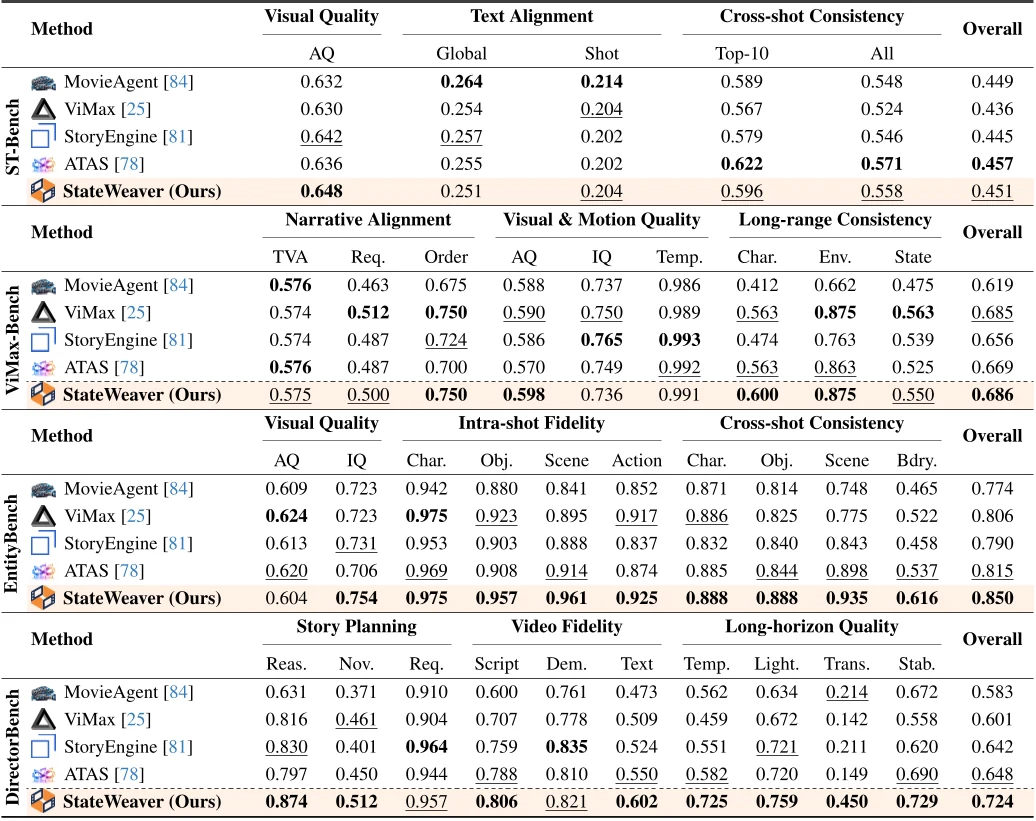 Method Visual Quality Text Alignment Cross-shot Consistency Overall
AQ Global Shot Top-10 All
ST-Bench
MovieAgent [84] 0.632 0.264 0.214 0.589 0.548 0.449
ViMax [25] 0.630 0.254 0.204 0.567 0.524 0.436
StoryEngine [81] 0.642 0.257 0.202 0.579 0.546 0.445
ATAS [78] 0.636 0.255 0.202 0.622 0.571 0.457
StateWeaver (Ours) 0.648 0.251 0.204 0.596 0.558 0.451
Method Narrative Alignment Visual & Motion Quality Long-range Consistency Overall
TVA Req. Order AQ IQ Temp. Char. Env. State
ViMax-Bench
MovieAgent [84] 0.576 0.463 0.675 0.588 0.737 0.986 0.412 0.662 0.475 0.619
ViMax [25] 0.574 0.512 0.750 0.590 0.750 0.989 0.563 0.875 0.563 0.685
StoryEngine [81] 0.574 0.487 0.724 0.586 0.765 0.993 0.474 0.763 0.539 0.656
ATAS [78] 0.576 0.487 0.700 0.570 0.749 0.992 0.563 0.863 0.525 0.669
StateWeaver (Ours) 0.575 0.500 0.750 0.598 0.736 0.991 0.600 0.875 0.550 0.686
Method Visual Quality Intra-shot Fidelity Cross-shot Consistency Overall
AQ IQ Char. Obj. Scene Action Char. Obj. Scene Bdry.
EntityBench
MovieAgent [84] 0.609 0.723 0.942 0.880 0.841 0.852 0.871 0.814 0.748 0.465 0.774
ViMax [25] 0.624 0.723 0.975 0.923 0.895 0.917 0.886 0.825 0.775 0.522 0.806
StoryEngine [81] 0.613 0.731 0.953 0.903 0.888 0.837 0.832 0.840 0.843 0.458 0.790
ATAS [78] 0.620 0.706 0.969 0.908 0.914 0.874 0.885 0.844 0.898 0.537 0.815
StateWeaver (Ours) 0.604 0.754 0.975 0.957 0.961 0.925 0.888 0.888 0.935 0.616 0.850
Method Story Planning Video Fidelity Long-horizon Quality Overall
Reas. Nov. Req. Script Dem. Text Temp. Light. Trans. Stab.
DirectorBench
MovieAgent [84] 0.631 0.371 0.910 0.600 0.761 0.473 0.562 0.634 0.214 0.672 0.583
ViMax [25] 0.816 0.461 0.904 0.707 0.778 0.509 0.459 0.672 0.142 0.558 0.601
StoryEngine [81] 0.830 0.401 0.964 0.759 0.835 0.524 0.551 0.721 0.211 0.620 0.642
ATAS [78] 0.797 0.450 0.944 0.788 0.810 0.550 0.582 0.720 0.149 0.690 0.648
StateWeaver (Ours) 0.874 0.512 0.957 0.806 0.821 0.602 0.725 0.759 0.450 0.729 0.724